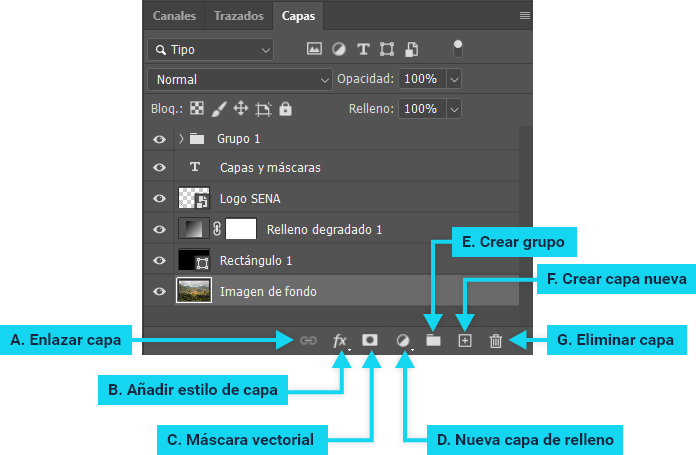 Canales Trazados Capas
Tipo T
Normal Opacidad: 100%
Bloq.: Relleno: 100%
Grupo 1
T Capas y máscaras
Logo SENA
Relleno degradado 1
E. Crear grupo
Rectángulo 1
F. Crear capa nueva
Imagen de fondo
A. Enlazar capa
fx
G. Eliminar capa
B. Añadir estilo de capa
C. Máscara vectorial
D. Nueva capa de relleno